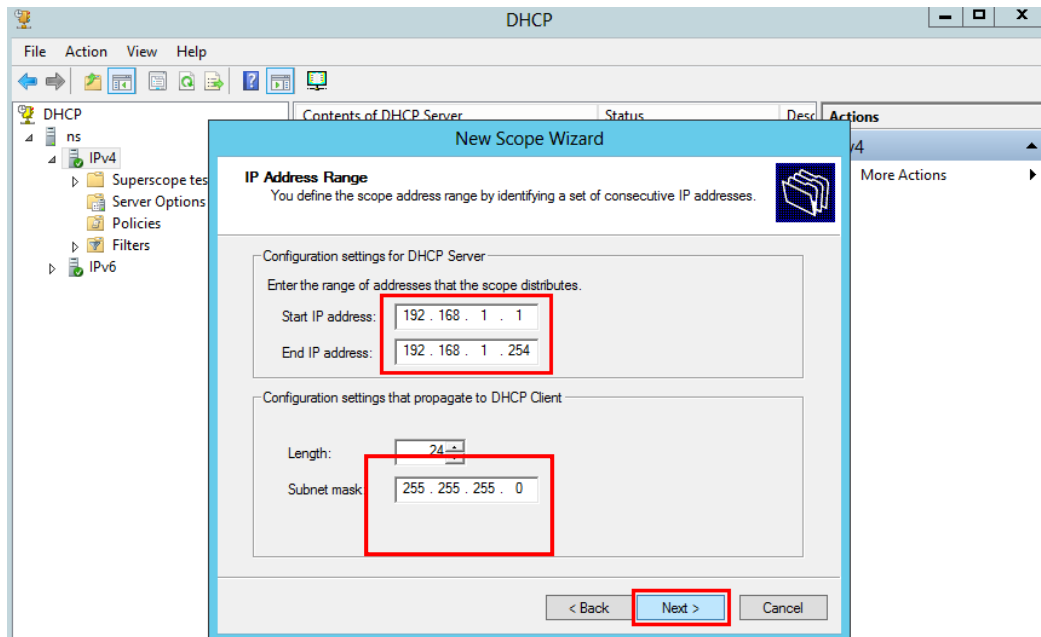 DHCP
File Action View Help
DHCP
ns
IPv4
Superscope tes
Server Options
Policies
Filters
IPv6
Contents of DHCP Server Status Desc
Actions
v4
More Actions
New Scope Wizard
IP Address Range
You define the scope address range by identifying a set of consecutive IP addresses.
Configuration settings for DHCP Server
Enter the range of addresses that the scope distributes.
Start IP address: 192 . 168 . 1 . 1
End IP address: 192 . 168 . 1 . 254
Configuration settings that propagate to DHCP Client
Length: 24
Subnet mask: 255 . 255 . 255 . 0
< Back Next > Cancel